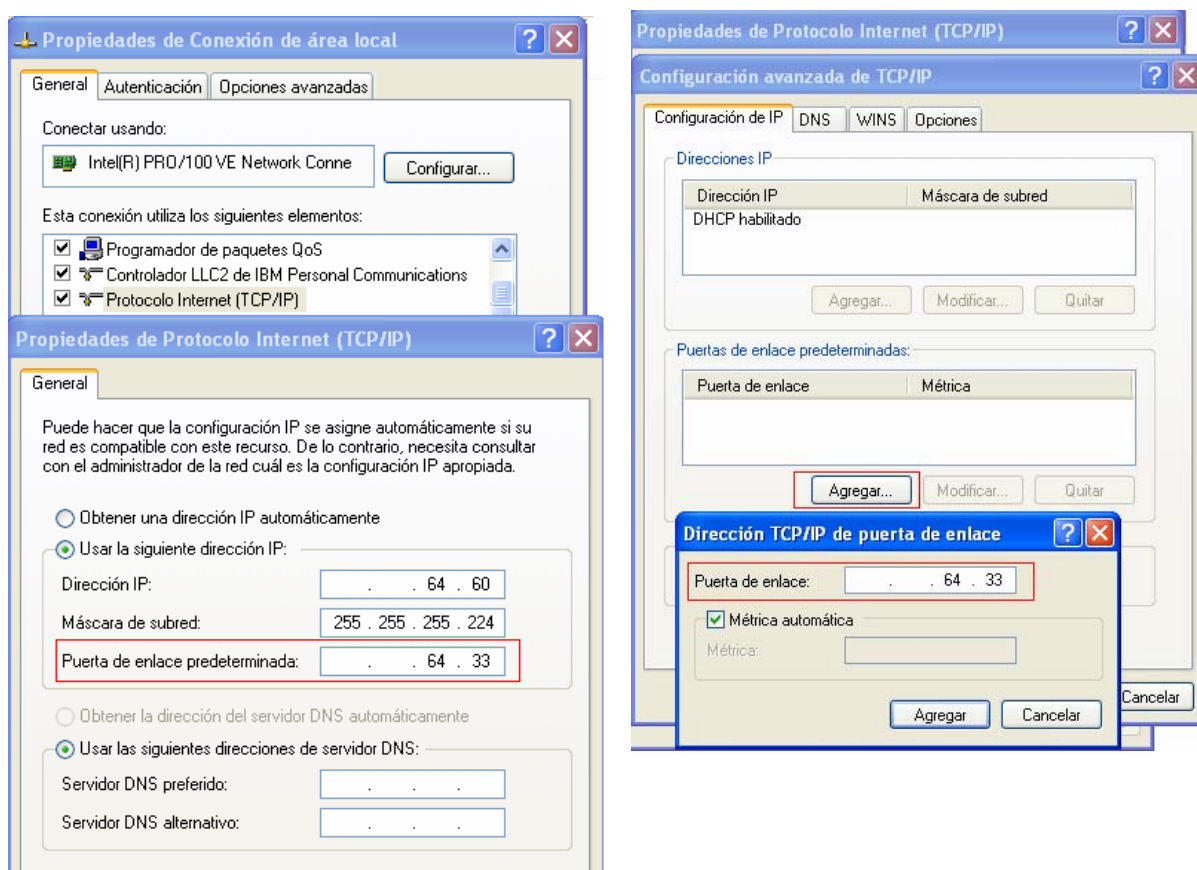 Propiedades de Conexión de área local
General Autenticación Opciones avanzadas
Conectar usando:
Intel(R) PRO/100 VE Network Conne Configurar...
Esta conexión utiliza los siguientes elementos:
Programador de paquetes QoS
Controlador LLC2 de IBM Personal Communications
Protocolo Internet (TCP/IP)
Propiedades de Protocolo Internet (TCP/IP)
General
Puede hacer que la configuración IP se asigne automáticamente si su
red es compatible con este recurso. De lo contrario, necesita consultar
con el administrador de la red cuál es la configuración IP apropiada.
Obtener una dirección IP automáticamente
Usar la siguiente dirección IP:
Dirección IP: . . 64 . 60
Máscara de subred: 255 . 255 . 255 . 224
Puerta de enlace predeterminada: . . 64 . 33
Obtener la dirección del servidor DNS automáticamente
Usar las siguientes direcciones de servidor DNS:
Servidor DNS preferido: . . .
Servidor DNS alternativo: . . .
Propiedades de Protocolo Internet (TCP/IP)
Configuración avanzada de TCP/IP
Configuración de IP DNS WINS Opciones
Direcciones IP
Dirección IP Máscara de subred
DHCP habilitado
Agregar... Modificar... Quitar
Puertas de enlace predeterminadas:
Puerta de enlace Métrica
Agregar... Modificar... Quitar
Dirección TCP/IP de puerta de enlace
Puerta de enlace: . . 64 . 33
Métrica automática
Métrica:
Agregar Cancelar
Cancelar